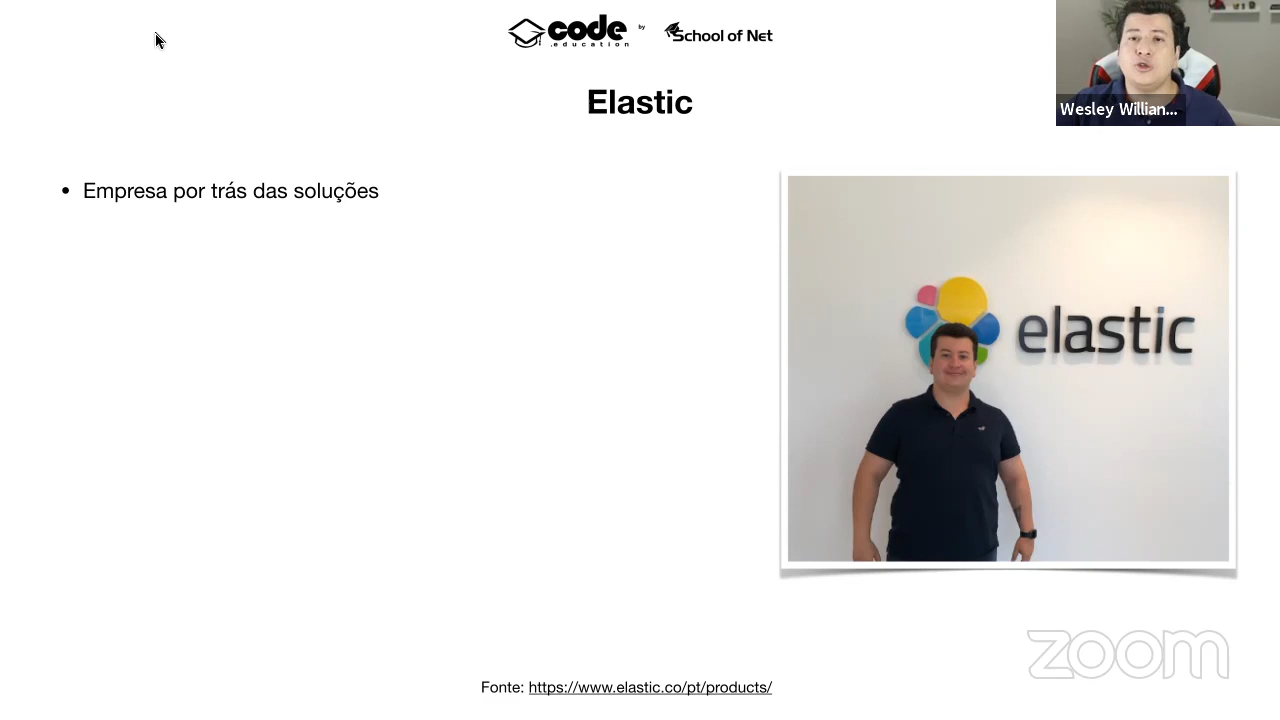 code
.education
by
School of Net
Wesley Willian...
Elastic
• Empresa por trás das soluções
elastic
zoom
Fonte: https://www.elastic.co/pt/products/